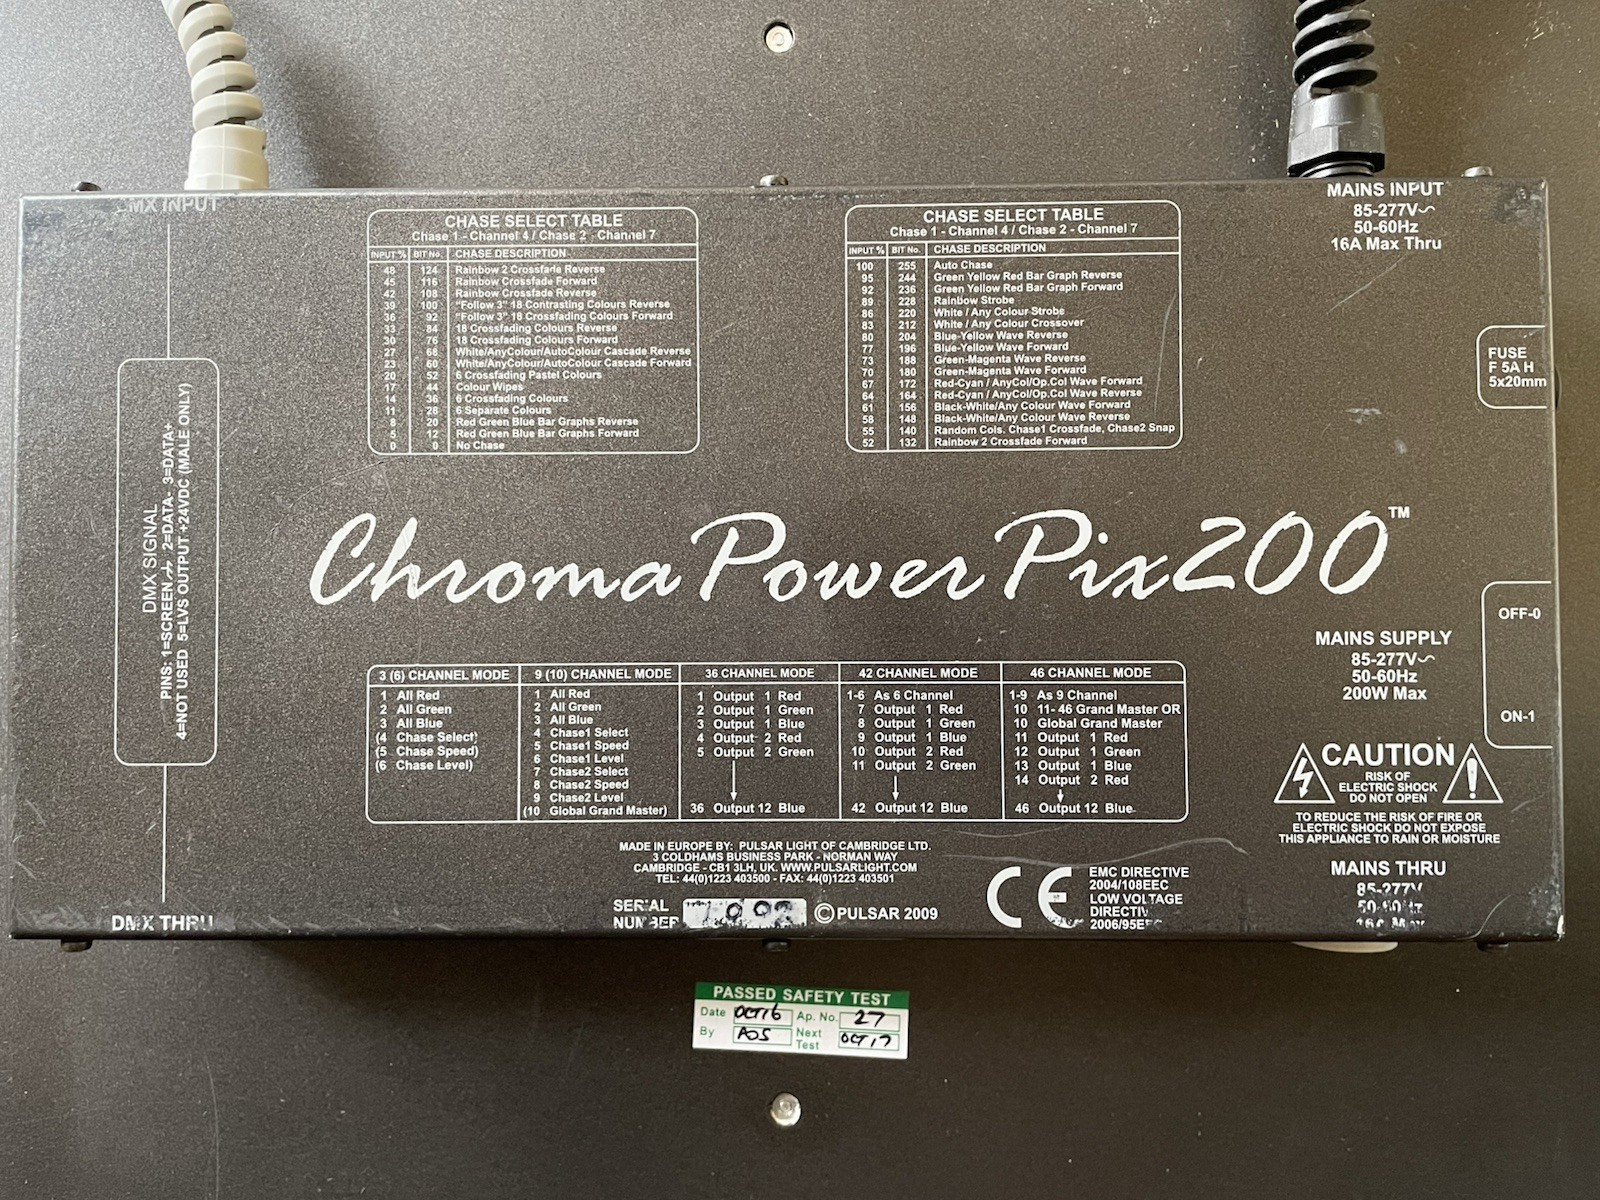 DMX INPUT
MAINS INPUT
85-277V~
50-60Hz
16A Max Thru
CHASE SELECT TABLE
Chase 1 - Channel 4 / Chase 2 - Channel 7
INPUT % BIT No. CHASE DESCRIPTION
48 124 Rainbow 2 Crossfade Reverse
45 116 Rainbow Crossfade Forward
42 108 Rainbow Crossfade Reverse
39 100 "Follow 3" 18 Contrasting Colours Reverse
36 92 "Follow 3" 18 Crossfading Colours Forward
33 84 18 Crossfading Colours Reverse
30 76 18 Crossfading Colours Forward
27 68 White/AnyColour/AutoColour Cascade Reverse
23 60 White/AnyColour/AutoColour Cascade Forward
20 52 6 Crossfading Pastel Colours
17 44 Colour Wipes
14 36 6 Crossfading Colours
11 28 6 Separate Colours
8 20 Red Green Blue Bar Graphs Reverse
5 12 Red Green Blue Bar Graphs Forward
0 0 No Chase
CHASE SELECT TABLE
Chase 1 - Channel 4 / Chase 2 - Channel 7
INPUT % BIT No. CHASE DESCRIPTION
100 255 Auto Chase
95 244 Green Yellow Red Bar Graph Reverse
92 236 Green Yellow Red Bar Graph Forward
89 228 Rainbow Strobe
86 220 White / Any Colour Strobe
83 212 White / Any Colour Crossover
80 204 Blue-Yellow Wave Reverse
77 196 Blue-Yellow Wave Forward
73 188 Green-Magenta Wave Reverse
70 180 Green-Magenta Wave Forward
67 172 Red-Cyan / AnyCol/Op.Col Wave Forward
64 164 Red-Cyan / AnyCol/Op.Col Wave Reverse
61 156 Black-White/Any Colour Wave Forward
58 148 Black-White/Any Colour Wave Reverse
55 140 Random Cols. Chase1 Crossfade, Chase2 Snap
52 132 Rainbow 2 Crossfade Forward
FUSE
F 5A H
5x20mm
DMX SIGNAL
PINS: 1=SCREEN 2=DATA- 3=DATA+
4=NOT USED 5=LVS OUTPUT +24VDC (MALE ONLY)
Chroma Power Pix200™
OFF-0
ON-1
MAINS SUPPLY
85-277V~
50-60Hz
200W Max
3 (6) CHANNEL MODE
1 All Red
2 All Green
3 All Blue
(4 Chase Select)
(5 Chase Speed)
(6 Chase Level)
9 (10) CHANNEL MODE
1 All Red
2 All Green
3 All Blue
4 Chase1 Select
5 Chase1 Speed
6 Chase1 Level
7 Chase2 Select
8 Chase2 Speed
9 Chase2 Level
(10 Global Grand Master)
36 CHANNEL MODE
1 Output 1 Red
2 Output 1 Green
3 Output 1 Blue
4 Output 2 Red
5 Output 2 Green
36 Output 12 Blue
42 CHANNEL MODE
1-6 As 6 Channel
7 Output 1 Red
8 Output 1 Green
9 Output 1 Blue
10 Output 2 Red
11 Output 2 Green
42 Output 12 Blue
46 CHANNEL MODE
1-9 As 9 Channel
10 11- 46 Grand Master OR
10 Global Grand Master
11 Output 1 Red
12 Output 1 Green
13 Output 1 Blue
14 Output 2 Red
46 Output 12 Blue
CAUTION
RISK OF
ELECTRIC SHOCK
DO NOT OPEN
TO REDUCE THE RISK OF FIRE OR
ELECTRIC SHOCK DO NOT EXPOSE
THIS APPLIANCE TO RAIN OR MOISTURE
MADE IN EUROPE BY: PULSAR LIGHT OF CAMBRIDGE LTD.
3 COLDHAMS BUSINESS PARK - NORMAN WAY
CAMBRIDGE - CB1 3LH, UK. WWW.PULSARLIGHT.COM
TEL: 44(0)1223 403500 - FAX: 44(0)1223 403501
SERIAL
NUMBER
©PULSAR 2009
CE
EMC DIRECTIVE
2004/108EEC
LOW VOLTAGE
DIRECTIV
2006/95EEC
MAINS THRU
85-277V
50-60Hz
16A Max
DMX THRU
PASSED SAFETY TEST
Date OCT16 Ap. No. 27
By AOS Next Test OCT 17